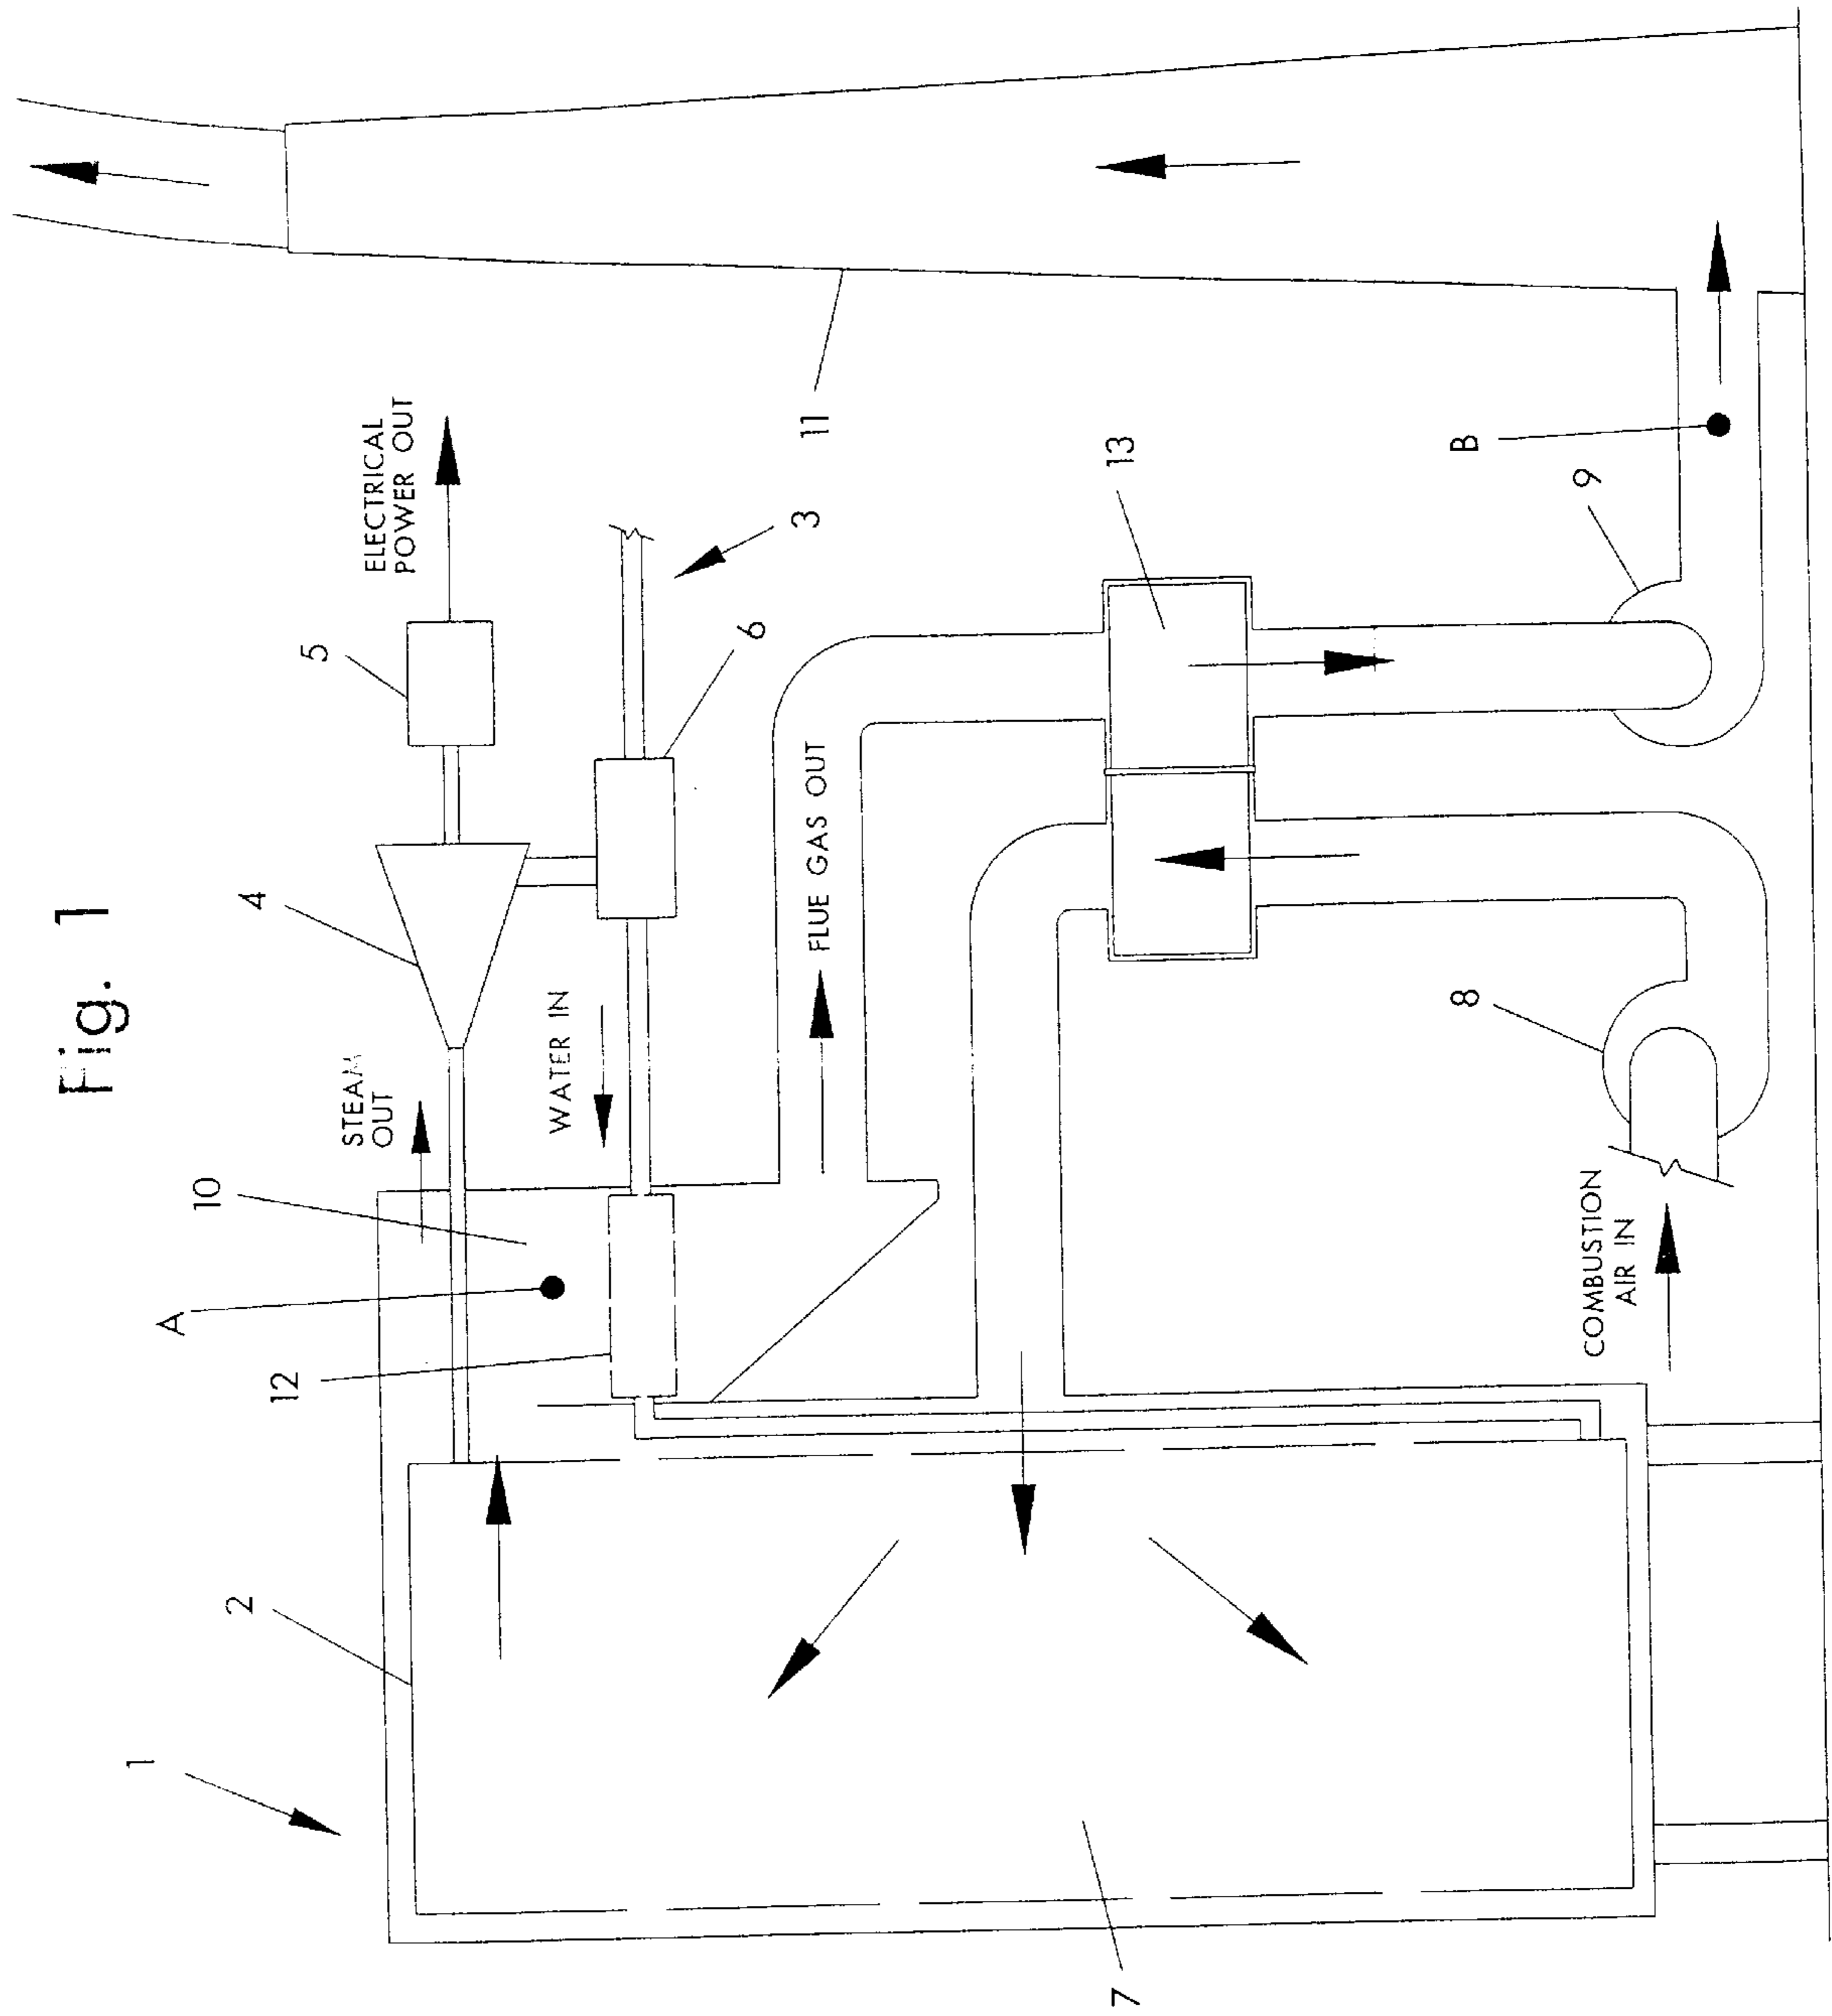 Fig. 1
1
2
A
12
10
STEAM
OUT
4
5
ELECTRICAL
POWER OUT
WATER IN
6
3
FLUE GAS OUT
11
13
7
COMBUSTION
AIR IN
8
9
B